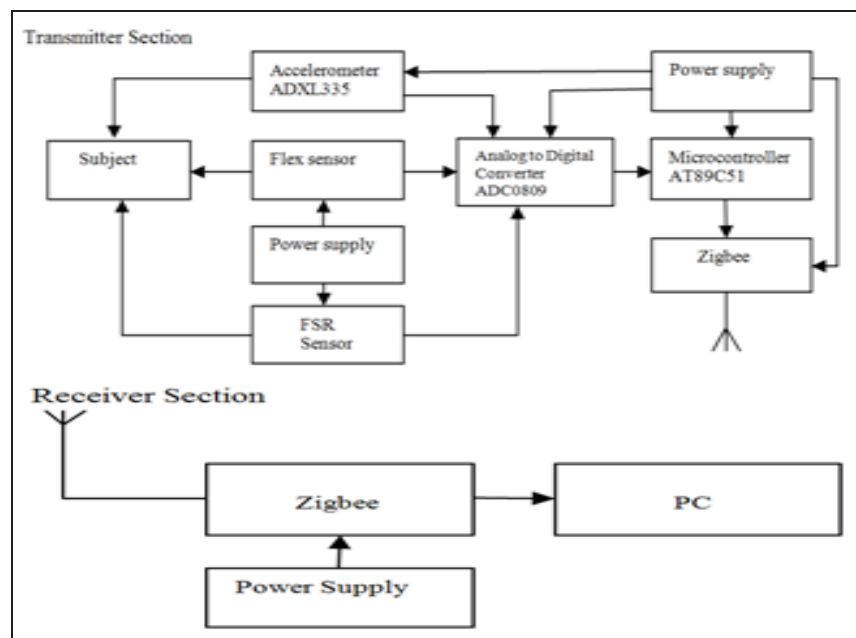 Transmitter Section
Accelerometer
ADXL335
Power supply
Subject
Flex sensor
Analog to Digital
Converter
ADC0809
Microcontroller
AT89C51
Power supply
Zigbee
FSR
Sensor
Receiver Section
Zigbee
PC
Power Supply